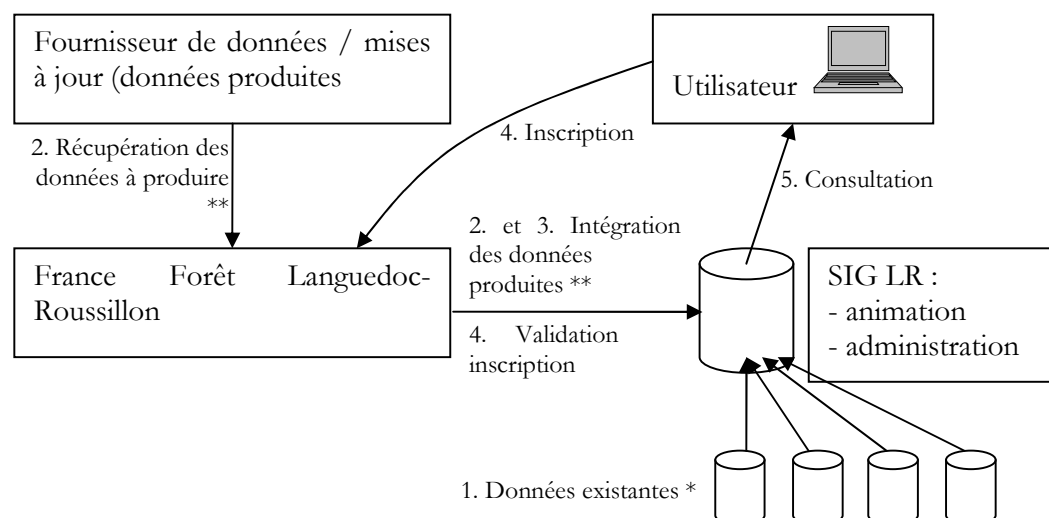 Fournisseur de données / mises
à jour (données produites
Utilisateur
4. Inscription
2. Récupération des
données à produire
**
5. Consultation
2. et 3. Intégration
des données
produites **
France Forêt Languedoc-
Roussillon
SIG LR :
- animation
- administration
4. Validation
inscription
1. Données existantes *